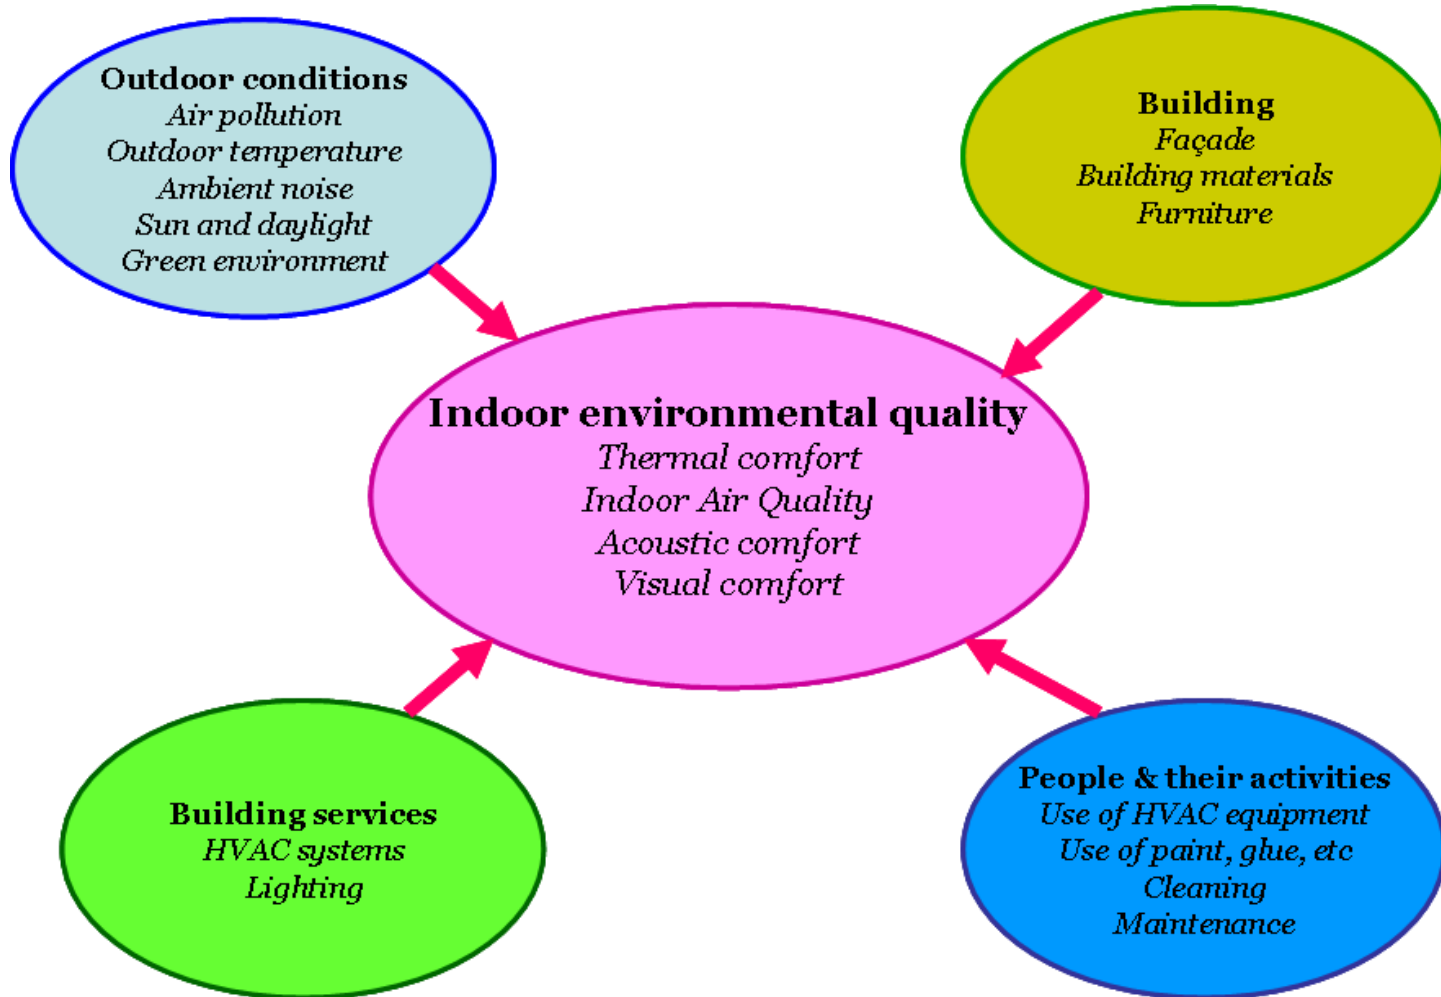 Outdoor conditions
Air pollution
Outdoor temperature
Ambient noise
Sun and daylight
Green environment
Building
Façade
Building materials
Furniture
Indoor environmental quality
Thermal comfort
Indoor Air Quality
Acoustic comfort
Visual comfort
Building services
HVAC systems
Lighting
People & their activities
Use of HVAC equipment
Use of paint, glue, etc
Cleaning
Maintenance